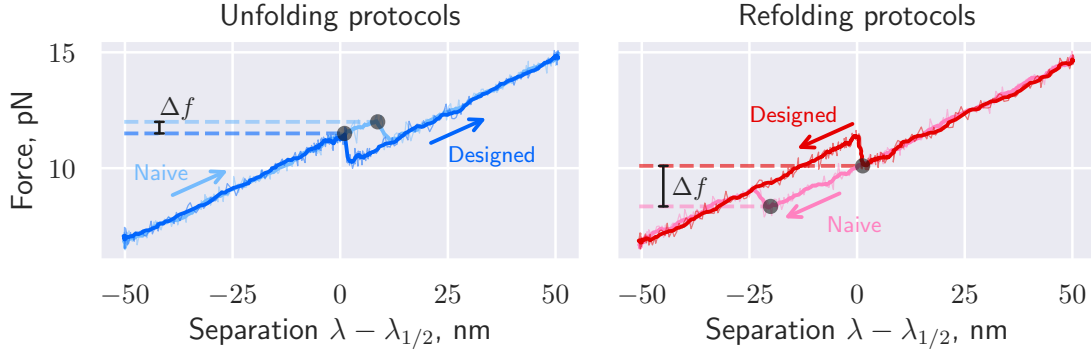 Unfolding protocols
Refolding protocols
Force, pN
15
10
Δf
Naive
Designed
Designed
Δf
Naive
−50
−25
0
25
50
−50
−25
0
25
50
Separation λ − λ1/2, nm
Separation λ − λ1/2, nm